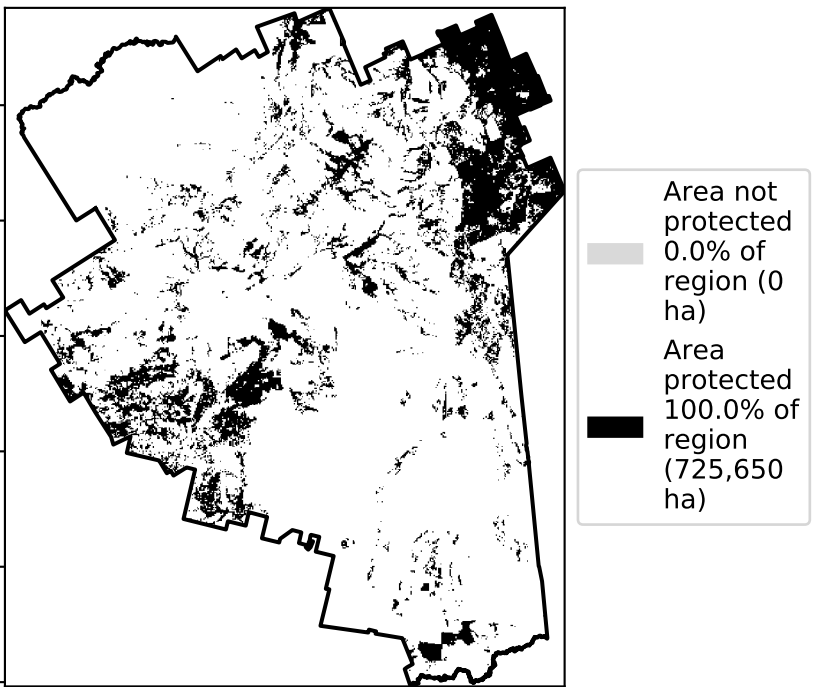 Area not
protected
0.0% of
region (0
ha)
Area
protected
100.0% of
region
(725,650
ha)